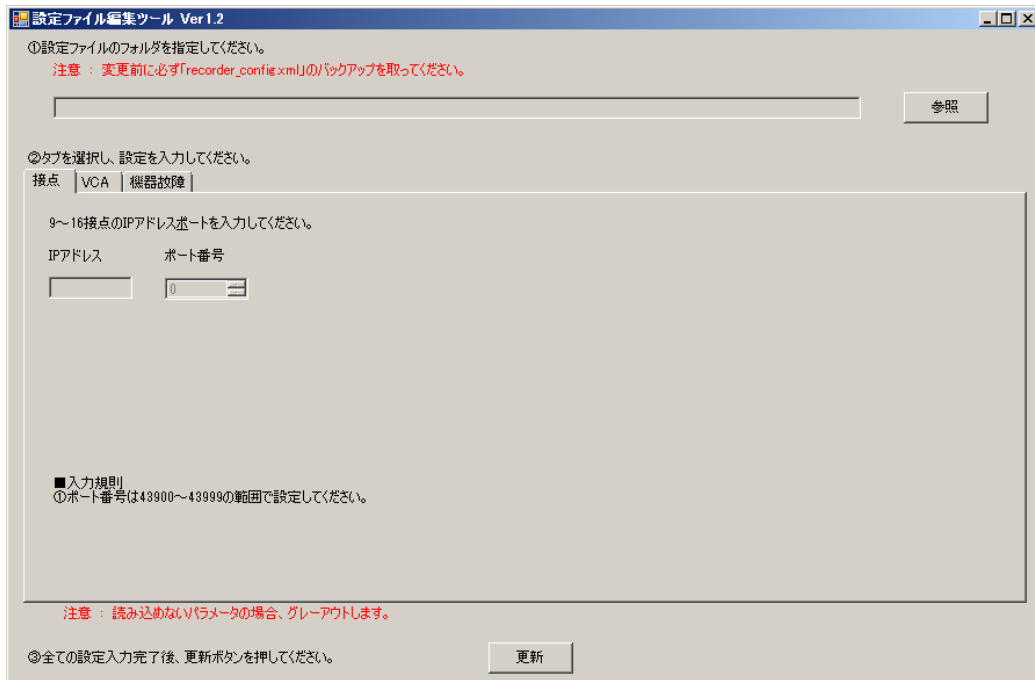 設定ファイル編集ツール Ver1.2
①設定ファイルのフォルダを指定してください。
注意 ： 変更前に必ず「recorder_config.xml」のバックアップを取ってください。
参照
②タブを選択し、設定を入力してください。
接点 VCA 機器故障
9～16接点のIPアドレスポートを入力してください。
IPアドレス ポート番号
0
■入力規則
①ポート番号は43900～43999の範囲で設定してください。
注意 ： 読み込めないパラメータの場合、グレーアウトします。
③全ての設定入力完了後、更新ボタンを押してください。 更新